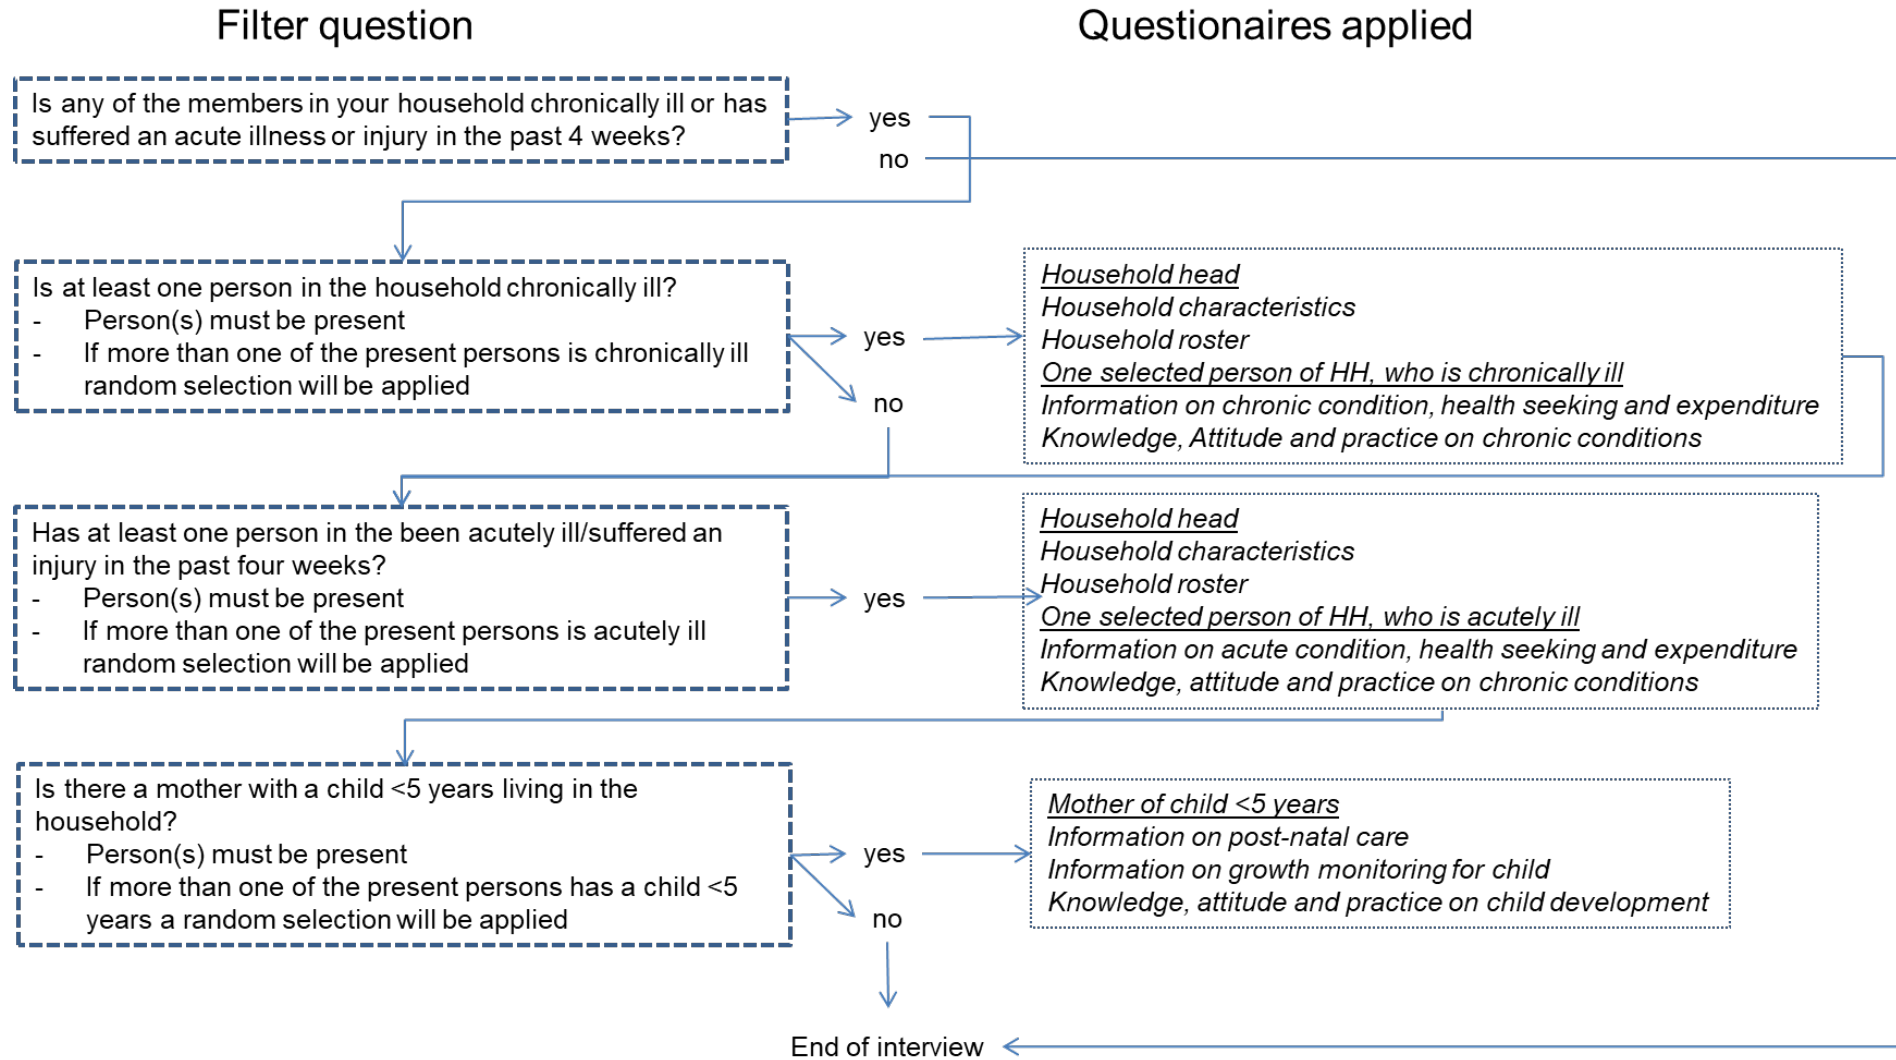 Filter question
Questionaires applied
Is any of the members in your household chronically ill or has
suffered an acute illness or injury in the past 4 weeks?
yes
no
Is at least one person in the household chronically ill?
- Person(s) must be present
- If more than one of the present persons is chronically ill
random selection will be applied
yes
no
Household head
Household characteristics
Household roster
One selected person of HH, who is chronically ill
Information on chronic condition, health seeking and expenditure
Knowledge, Attitude and practice on chronic conditions
Has at least one person in the been acutely ill/suffered an
injury in the past four weeks?
- Person(s) must be present
- If more than one of the present persons is acutely ill
random selection will be applied
yes
Household head
Household characteristics
Household roster
One selected person of HH, who is acutely ill
Information on acute condition, health seeking and expenditure
Knowledge, attitude and practice on chronic conditions
Is there a mother with a child <5 years living in the
household?
- Person(s) must be present
- If more than one of the present persons has a child <5
years a random selection will be applied
yes
no
Mother of child <5 years
Information on post-natal care
Information on growth monitoring for child
Knowledge, attitude and practice on child development
End of interview